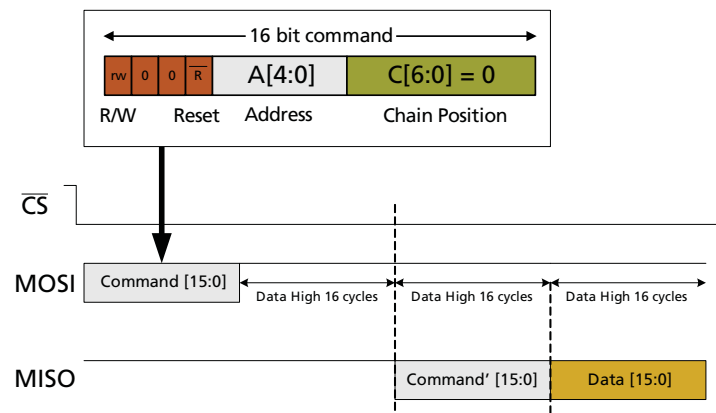 16 bit command
rw 0 0 R̅ A[4:0] C[6:0] = 0
R/W Reset Address Chain Position
C̅S̅
MOSI Command [15:0] Data High 16 cycles Data High 16 cycles Data High 16 cycles
MISO Command’ [15:0] Data [15:0]